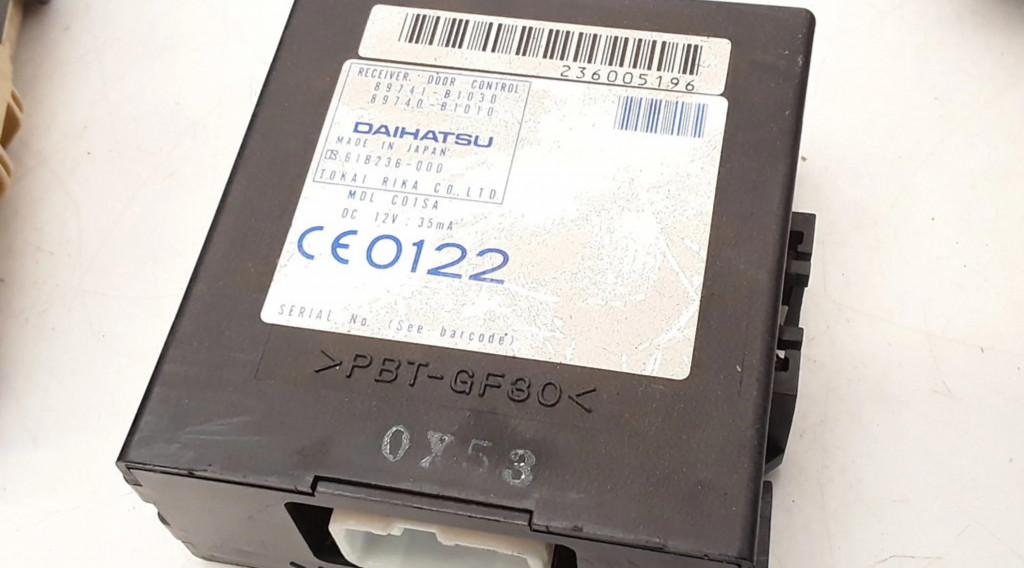 236005196
RECEIVER, DOOR CONTROL
89741-B1030
89740-B1010
DAIHATSU
MADE IN JAPAN
61B236-000
TOKAI RIKA CO., LTD
MDL C01SA
DC 12V : 35mA
CE0122
SERIAL No. (See barcode)
>PBT-GF30<
0753